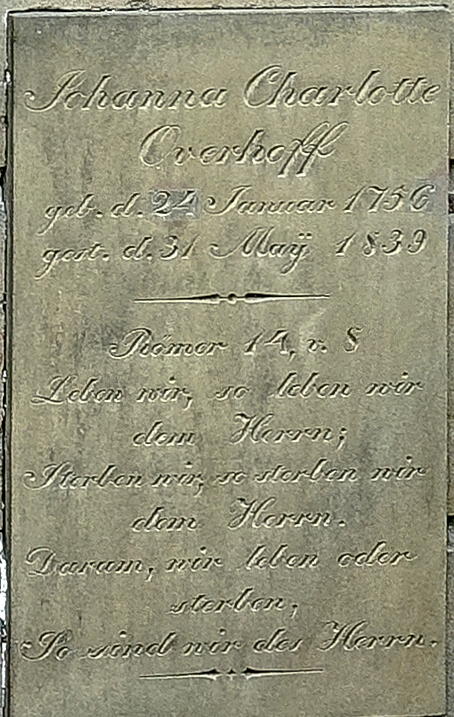 Johanna Charlotte
Overhoff
geb. d. 24 Januar 1756
gest. d. 31 Maÿ 1839
Römer 14, v. 8
Leben wir, so leben wir
dem Herrn;
Sterben wir, so sterben wir
dem Herrn.
Darum, wir leben oder
sterben,
So sind wir des Herrn.